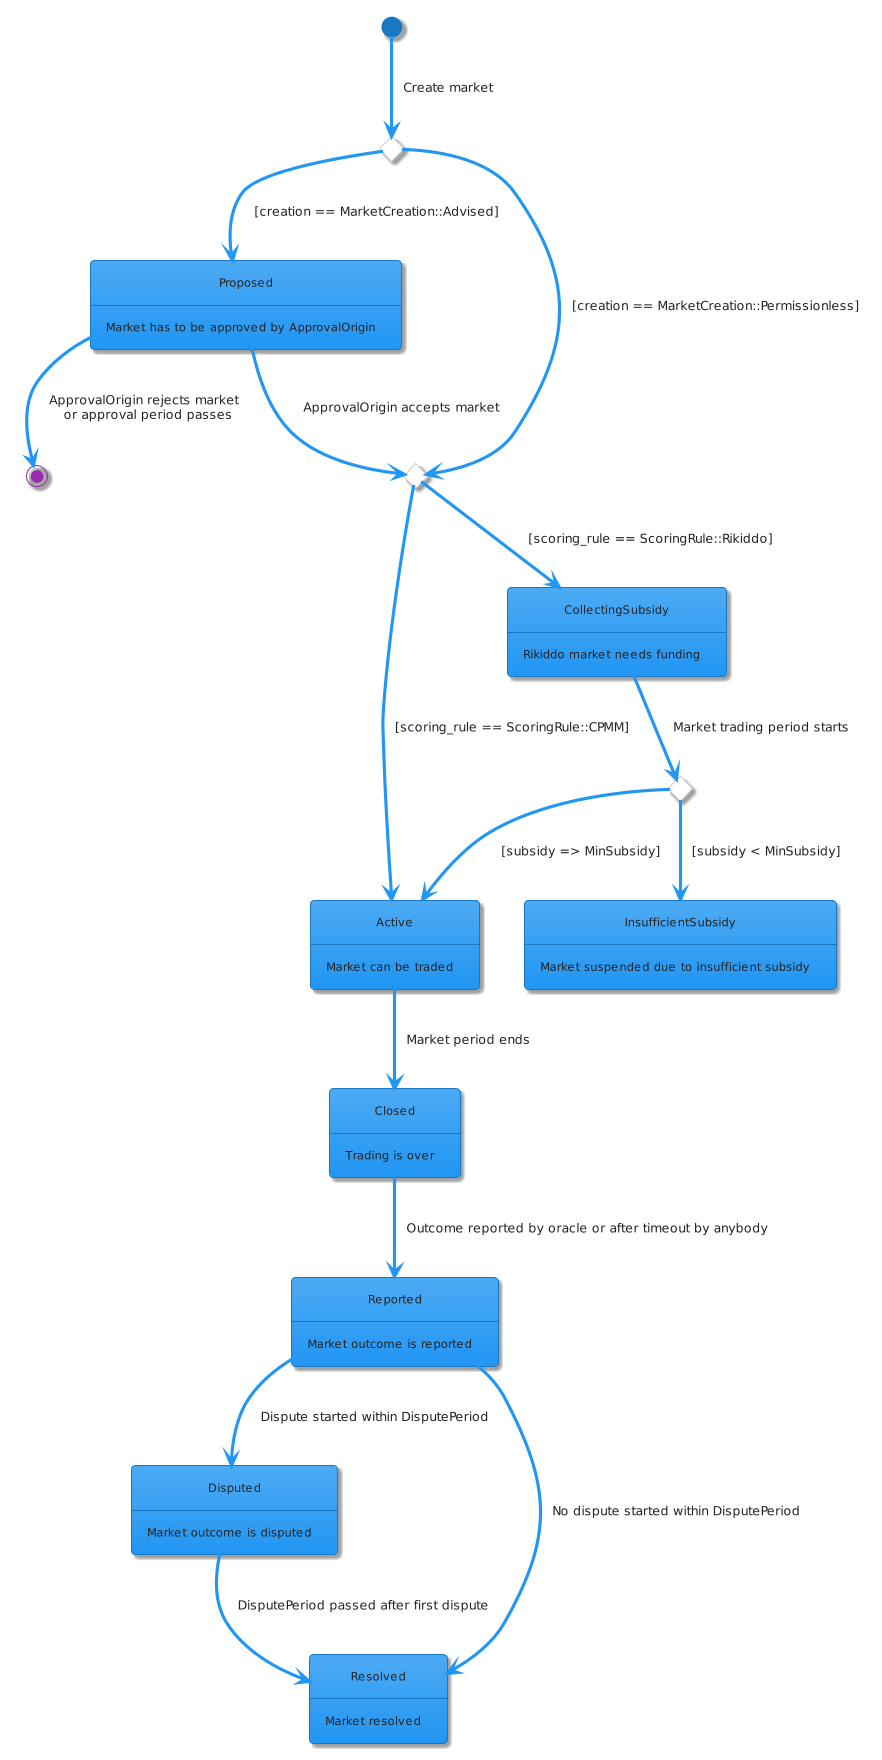 Create market
[creation == MarketCreation::Advised]
Proposed
Market has to be approved by ApprovalOrigin
[creation == MarketCreation::Permissionless]
ApprovalOrigin rejects market
or approval period passes
ApprovalOrigin accepts market
[scoring_rule == ScoringRule::Rikiddo]
CollectingSubsidy
Rikiddo market needs funding
[scoring_rule == ScoringRule::CPMM]
Market trading period starts
[subsidy => MinSubsidy]
[subsidy < MinSubsidy]
Active
Market can be traded
InsufficientSubsidy
Market suspended due to insufficient subsidy
Market period ends
Closed
Trading is over
Outcome reported by oracle or after timeout by anybody
Reported
Market outcome is reported
Dispute started within DisputePeriod
Disputed
Market outcome is disputed
No dispute started within DisputePeriod
DisputePeriod passed after first dispute
Resolved
Market resolved